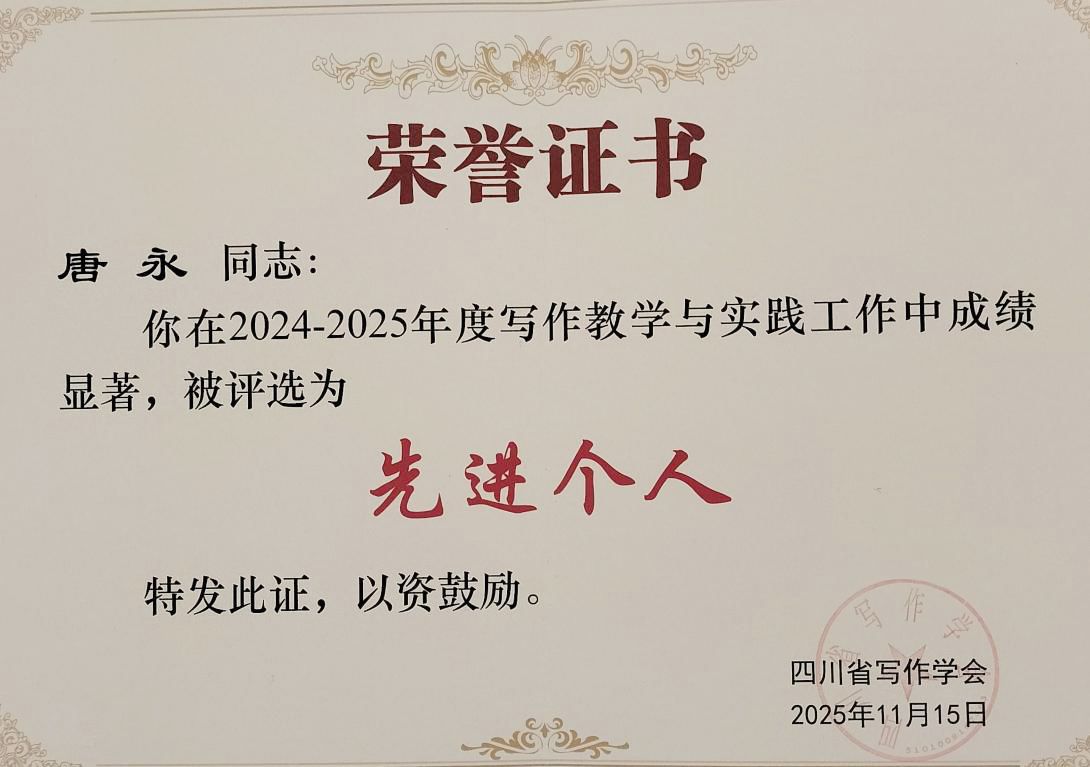 荣誉证书
唐 永 同志：
你在2024-2025年度写作教学与实践工作中成绩
显著，被评选为
先进个人
特发此证，以资鼓励。
四川省写作学会
2025年11月15日